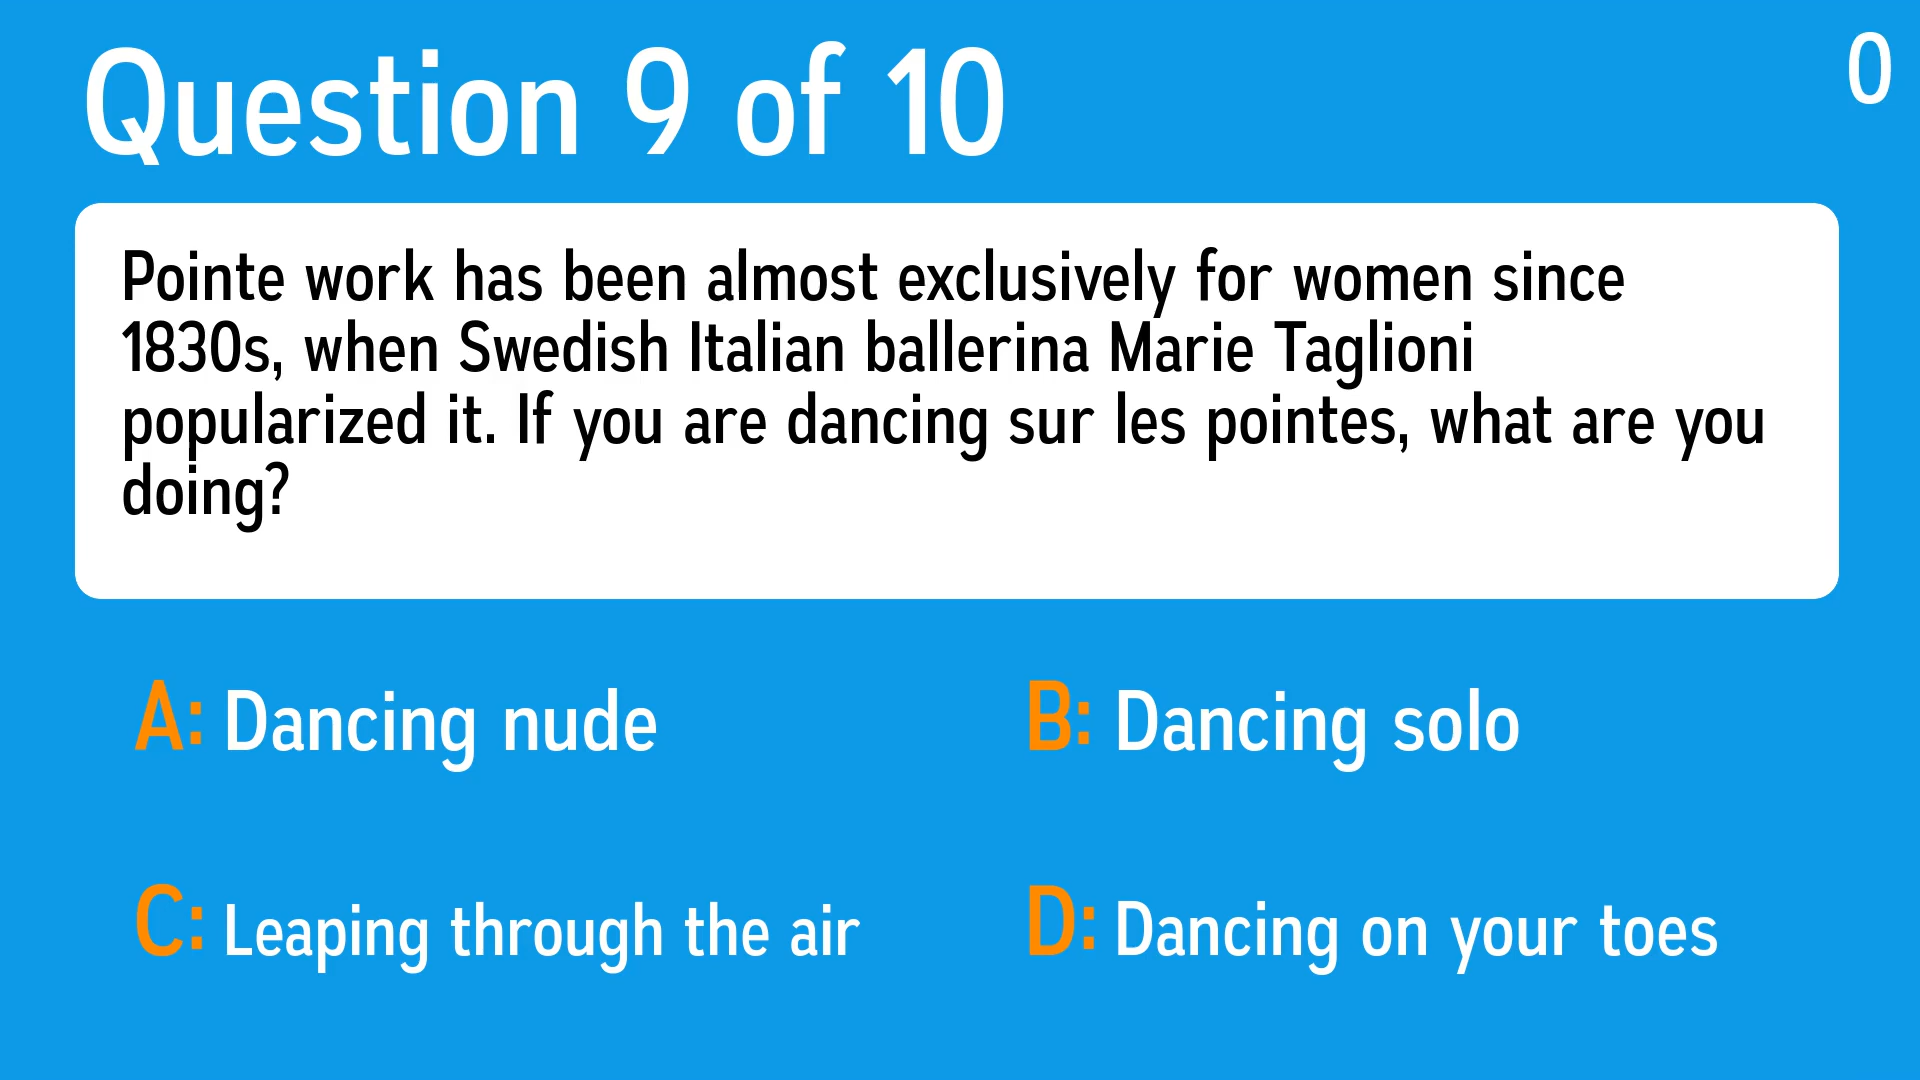 Question 9 of 10
0
Pointe work has been almost exclusively for women since
1830s, when Swedish Italian ballerina Marie Taglioni
popularized it. If you are dancing sur les pointes, what are you
doing?
A: Dancing nude
B: Dancing solo
C: Leaping through the air
D: Dancing on your toes